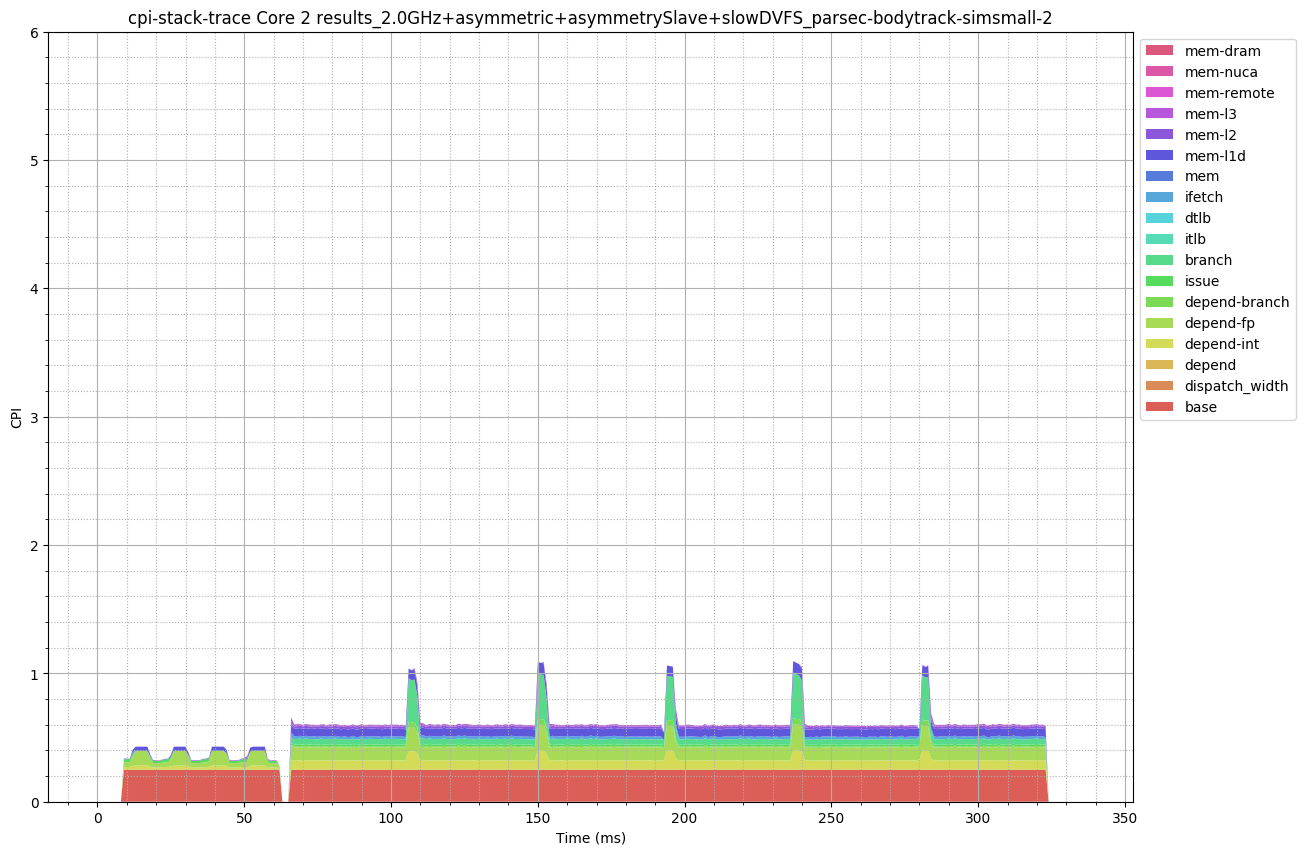 cpi-stack-trace Core 2 results_2.0GHz+asymmetric+asymmetrySlave+slowDVFS_parsec-bodytrack-simsmall-2
6
5
4
3
2
1
0
CPI
0
50
100
150
200
250
300
350
Time (ms)
mem-dram
mem-nuca
mem-remote
mem-l3
mem-l2
mem-l1d
mem
ifetch
dtlb
itlb
branch
issue
depend-branch
depend-fp
depend-int
depend
dispatch_width
base